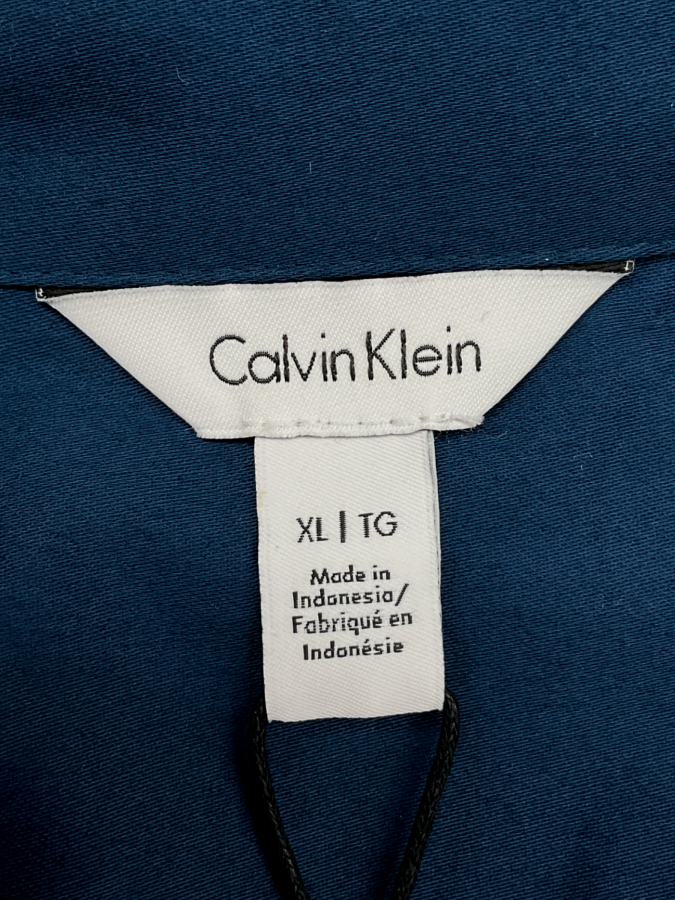 Calvin Klein
XL | TG
Made in
Indonesia/
Fabriqué en
Indonésie